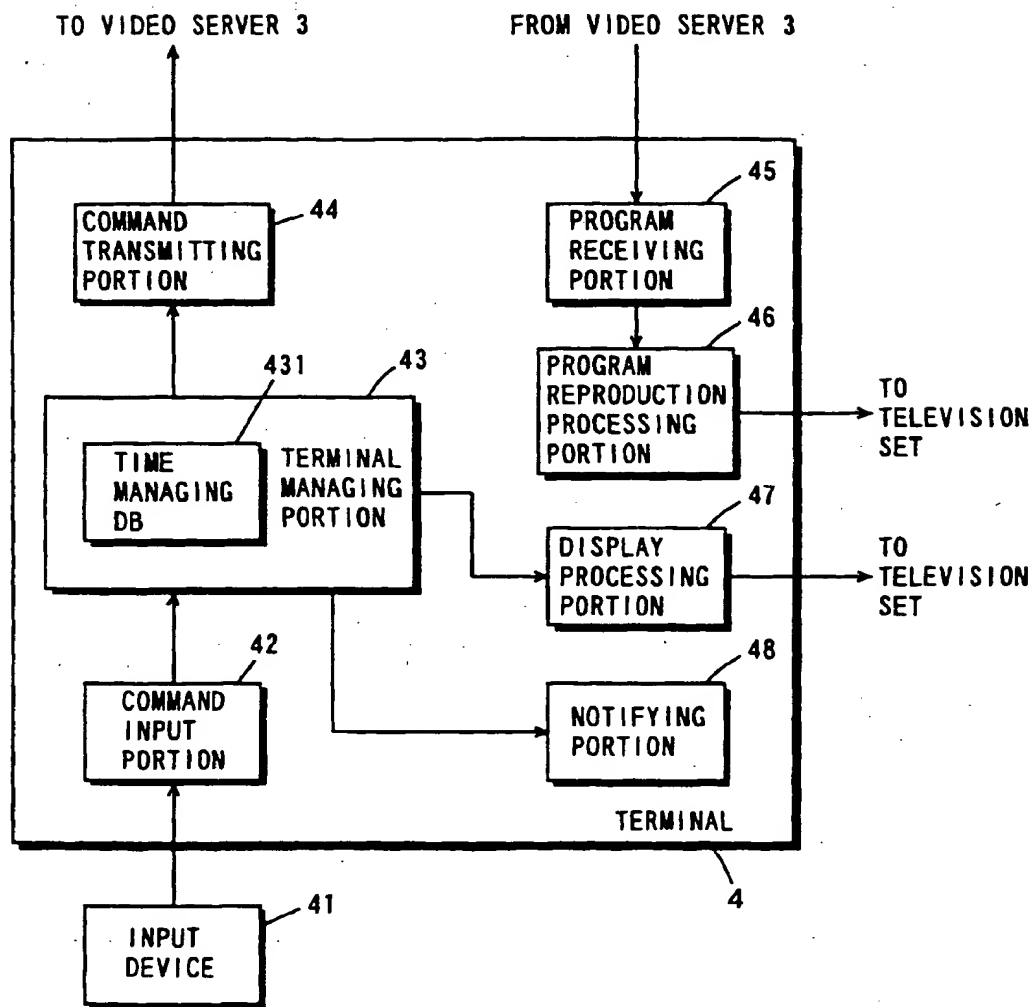 TO VIDEO SERVER 3
FROM VIDEO SERVER 3
44
COMMAND
TRANSMITTING
PORTION
45
PROGRAM
RECEIVING
PORTION
46
PROGRAM
REPRODUCTION
PROCESSING
PORTION
TO
TELEVISION
SET
43
431
TIME
MANAGING
DB
TERMINAL
MANAGING
PORTION
47
DISPLAY
PROCESSING
PORTION
TO
TELEVISION
SET
42
COMMAND
INPUT
PORTION
48
NOTIFYING
PORTION
TERMINAL
4
41
INPUT
DEVICE